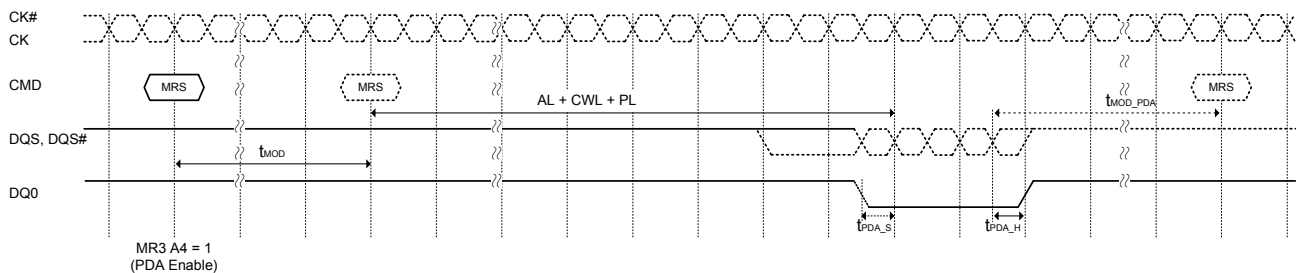 CK#
CK
CMD
MRS
MRS
MRS
AL + CWL + PL
tMOD_PDA
DQS, DQS#
tMOD
DQ0
tPDA_S
tPDA_H
MR3 A4 = 1
(PDA Enable)